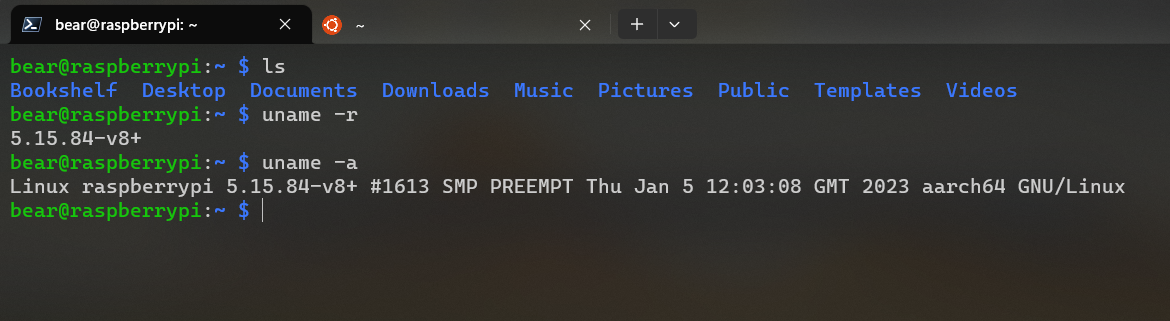 bear@raspberrypi: ~
~
bear@raspberrypi:~ $ ls
Bookshelf  Desktop  Documents  Downloads  Music  Pictures  Public  Templates  Videos
bear@raspberrypi:~ $ uname -r
5.15.84-v8+
bear@raspberrypi:~ $ uname -a
Linux raspberrypi 5.15.84-v8+ #1613 SMP PREEMPT Thu Jan 5 12:03:08 GMT 2023 aarch64 GNU/Linux
bear@raspberrypi:~ $